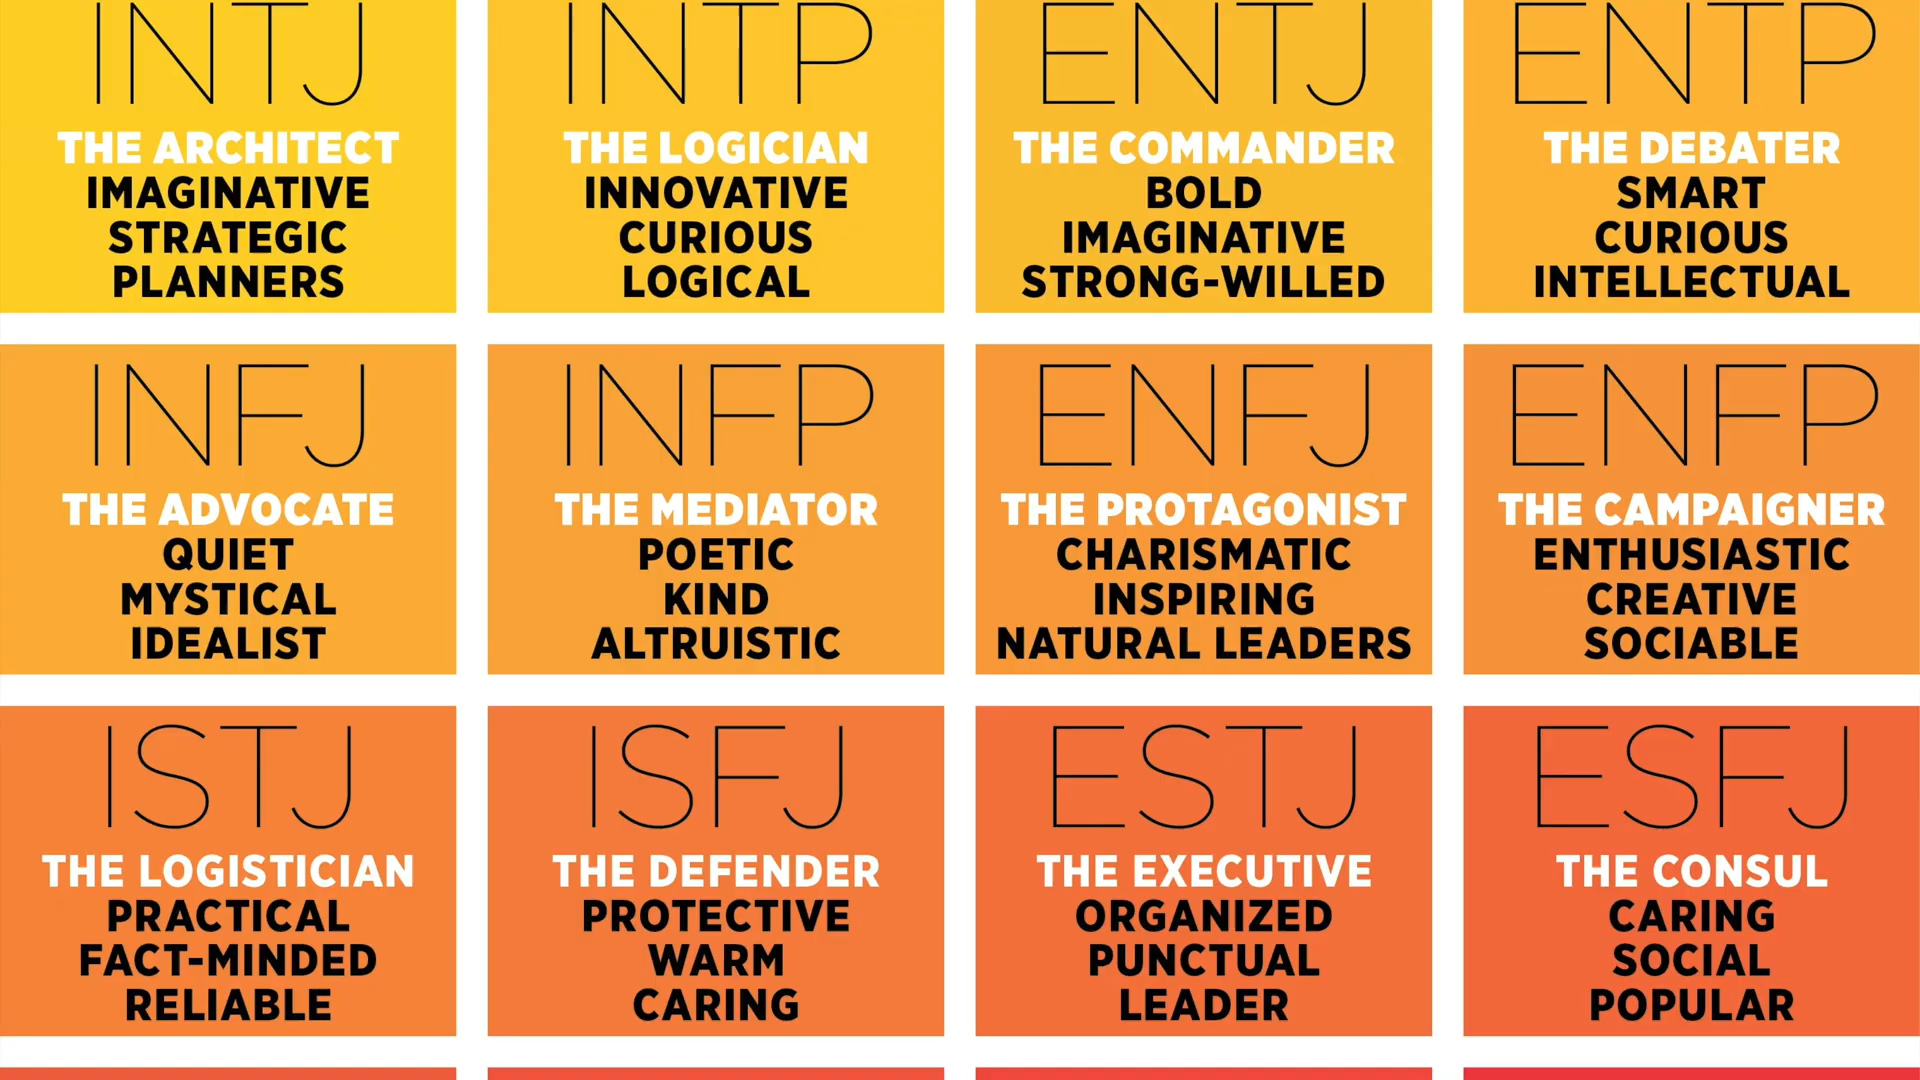 INTJ
THE ARCHITECT
IMAGINATIVE
STRATEGIC
PLANNERS
INTP
THE LOGICIAN
INNOVATIVE
CURIOUS
LOGICAL
ENTJ
THE COMMANDER
BOLD
IMAGINATIVE
STRONG-WILLED
ENTP
THE DEBATER
SMART
CURIOUS
INTELLECTUAL
INFJ
THE ADVOCATE
QUIET
MYSTICAL
IDEALIST
INFP
THE MEDIATOR
POETIC
KIND
ALTRUISTIC
ENFJ
THE PROTAGONIST
CHARISMATIC
INSPIRING
NATURAL LEADERS
ENFP
THE CAMPAIGNER
ENTHUSIASTIC
CREATIVE
SOCIABLE
ISTJ
THE LOGISTICIAN
PRACTICAL
FACT-MINDED
RELIABLE
ISFJ
THE DEFENDER
PROTECTIVE
WARM
CARING
ESTJ
THE EXECUTIVE
ORGANIZED
PUNCTUAL
LEADER
ESFJ
THE CONSUL
CARING
SOCIAL
POPULAR